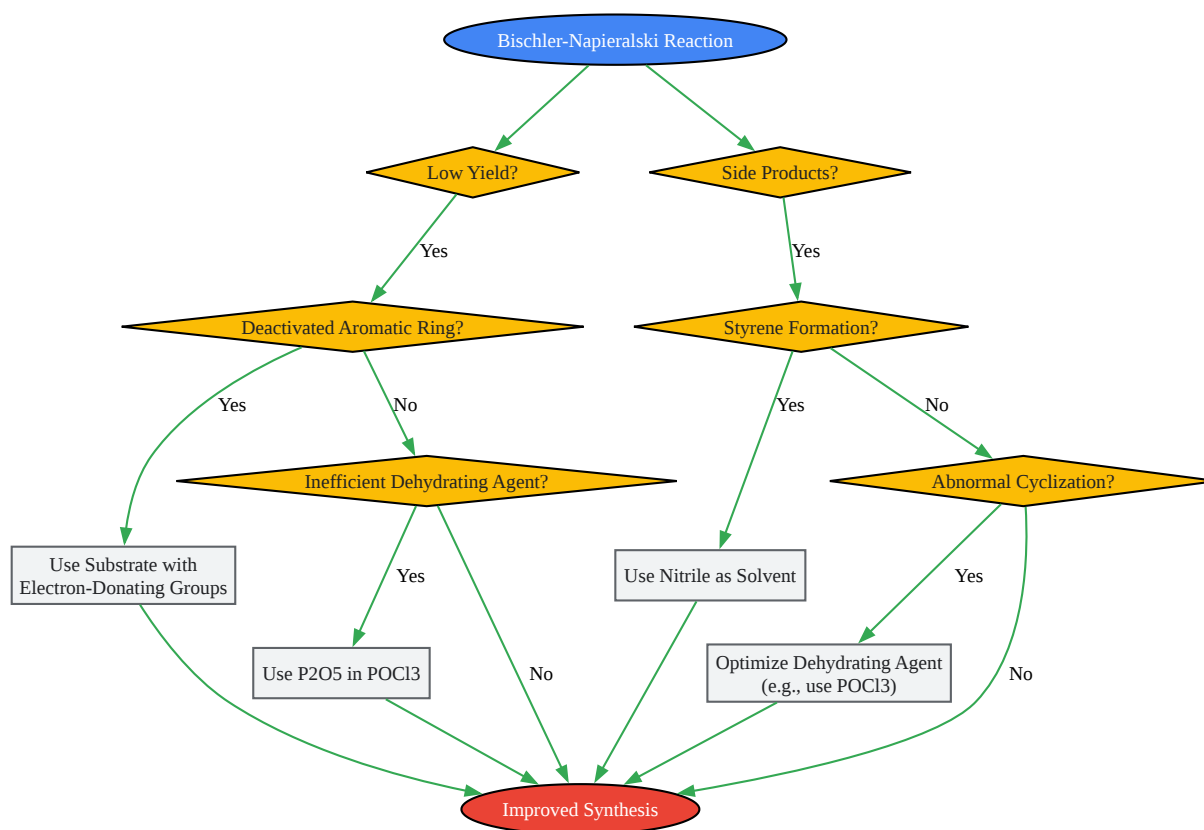 Bischler-Napieralski Reaction
Low Yield?
Side Products?
Yes
Yes
Deactivated Aromatic Ring?
Styrene Formation?
Yes
No
Yes
No
Inefficient Dehydrating Agent?
Abnormal Cyclization?
Use Substrate with
Electron-Donating Groups
Yes
Use Nitrile as Solvent
Yes
Use P2O5 in POCl3
No
Optimize Dehydrating Agent
(e.g., use POCl3)
No
Improved Synthesis